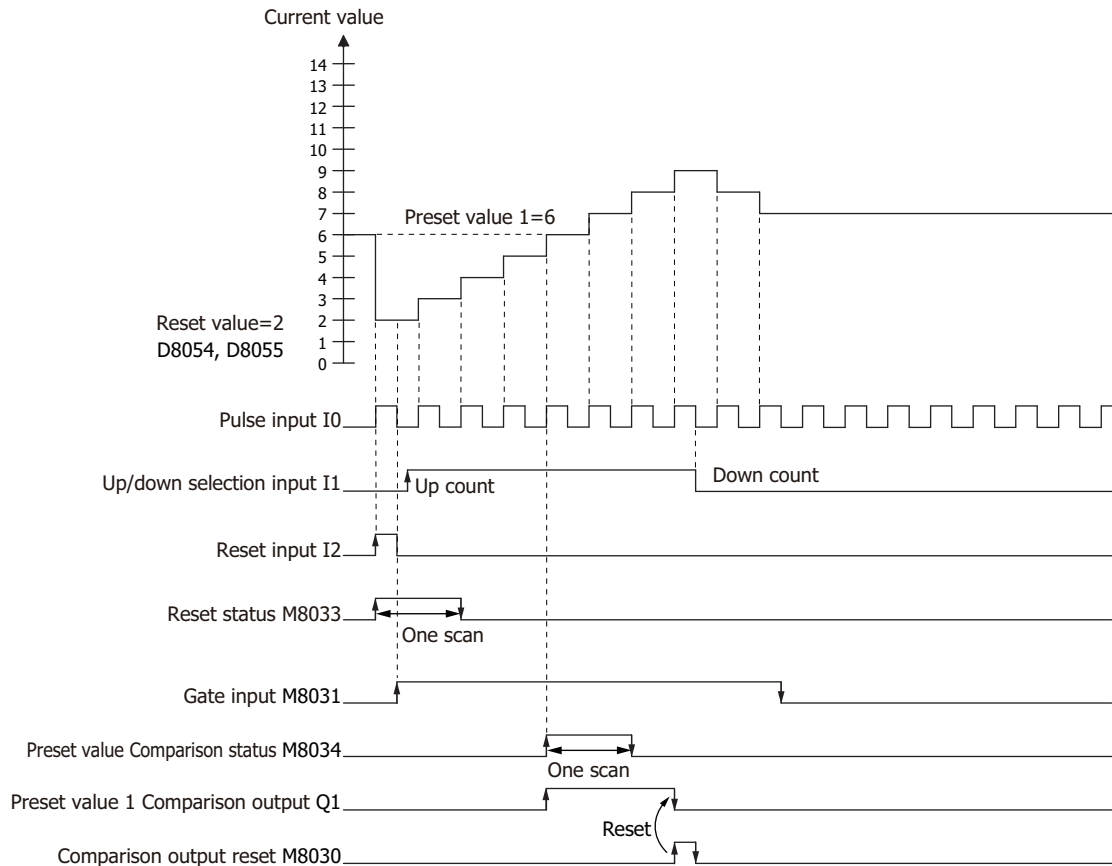 Current value
14
13
12
11
10
9
8
7
6
5
4
3
2
1
0
Preset value 1=6
Reset value=2
D8054, D8055
Pulse input I0
Up/down selection input I1
Up count
Down count
Reset input I2
Reset status M8033
One scan
Gate input M8031
Preset value Comparison status M8034
One scan
Preset value 1 Comparison output Q1
Reset
Comparison output reset M8030